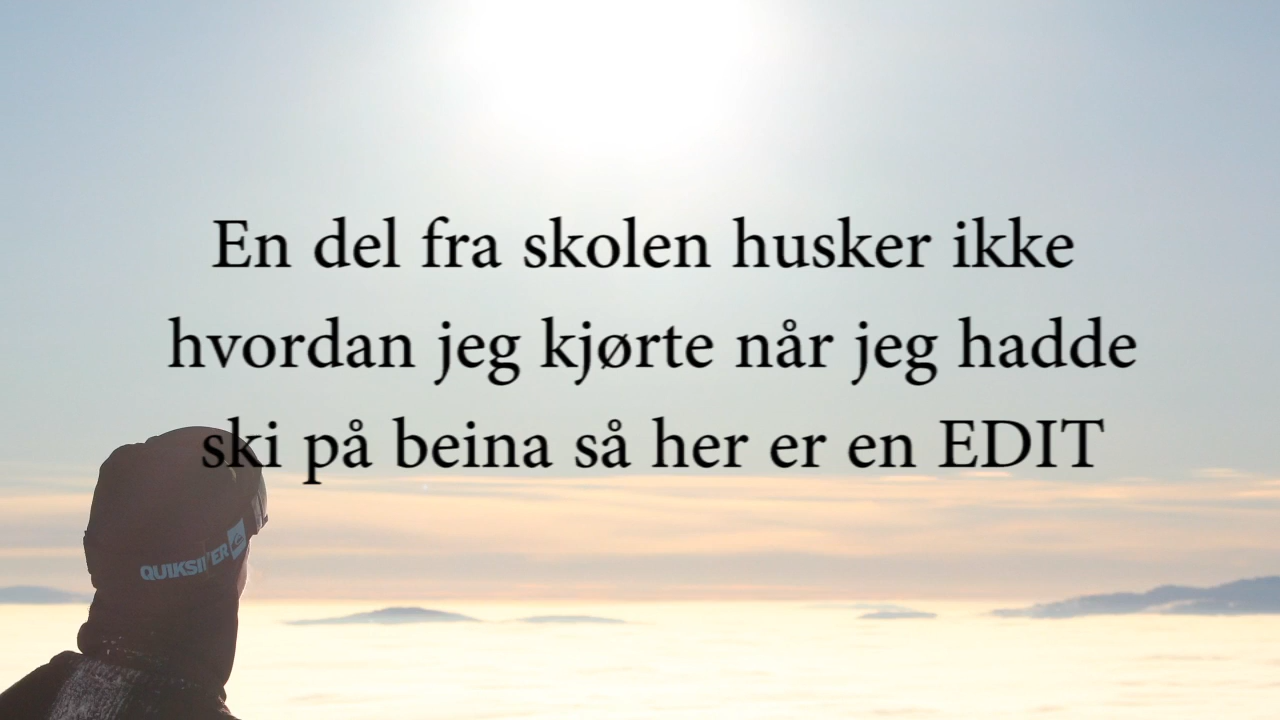 En del fra skolen husker ikke
hvordan jeg kjørte når jeg hadde
ski på beina så her er en EDIT
QUIKSILVER